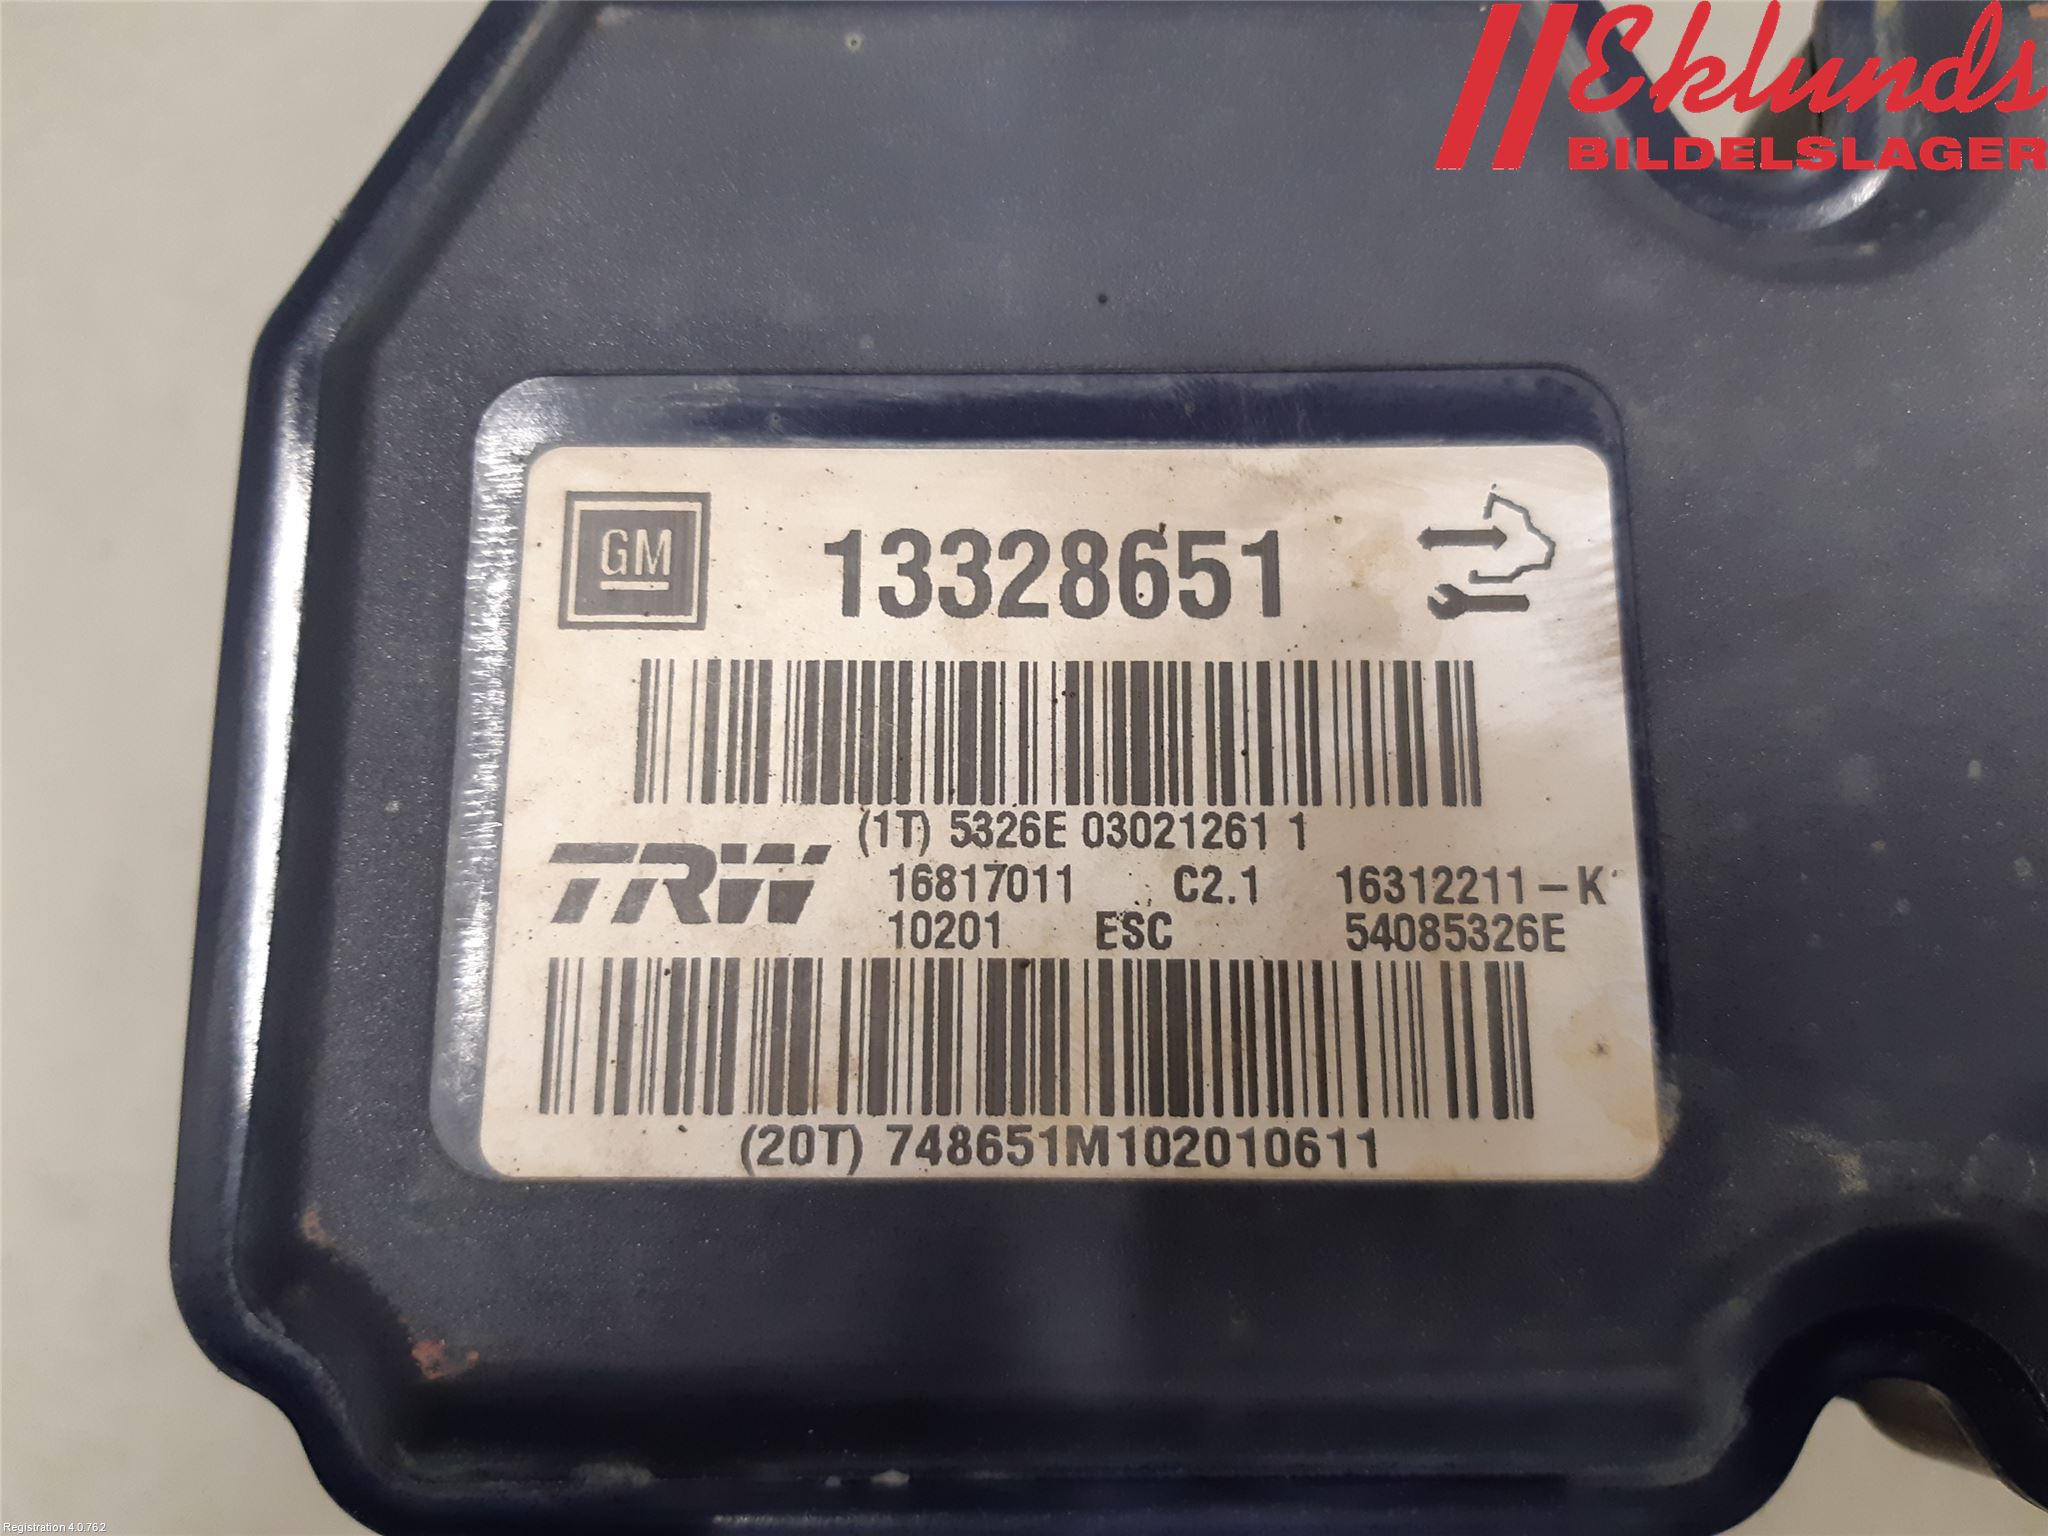 Eklunds
BILDELSLAGER
GM
13328651
(1T) 5326E 03021261 1
TRW
16817011 C2.1 16312211-K
10201 ESC 54085326E
(20T) 748651M102010611
Registration 4.0.762